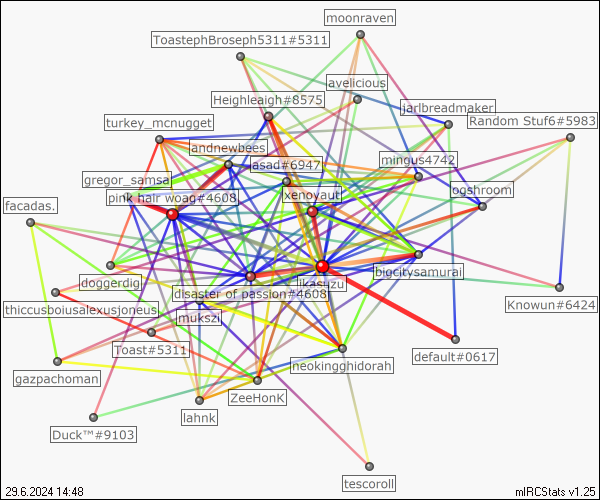 moonraven
ToastephBroseph5311#5311
avelicious
Heighleaigh#8575
jarlbreadmaker
Random Stuf6#5983
turkey_mcnugget
andnewbees
asad#6947
mingus4742
gregor_samsa
pink hair woag#4608
xenoyaut
ogshroom
facadas.
doggerdig
bigcitysamurai
likasuzu
disaster of passion#4608
thiccusboiusalexusjoneus
Knowun#6424
mukszi
Toast#5311
default#0617
neokingghidorah
gazpachoman
ZeeHonK
lahnk
Duck™#9103
tescoroll
29.6.2024 14:48
mIRCStats v1.25